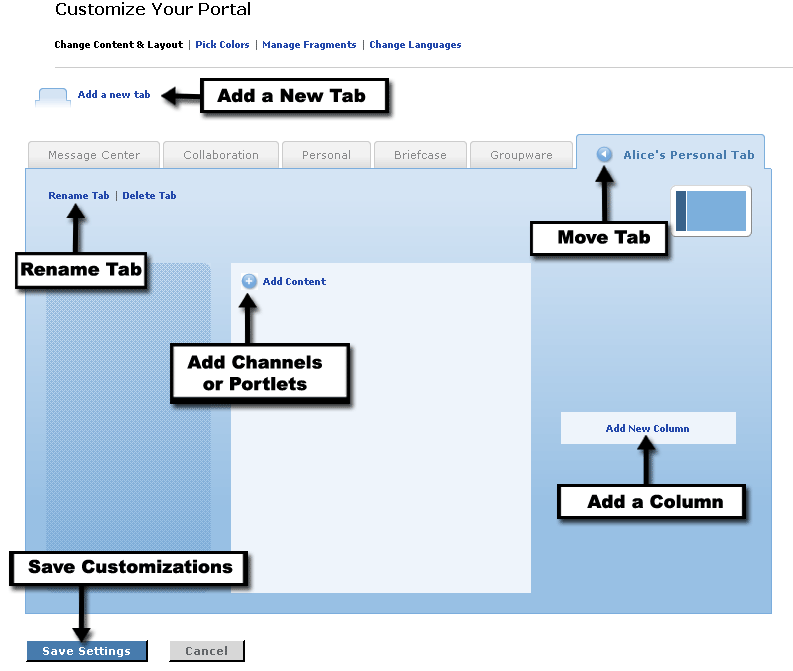 Customize Your Portal
Change Content & Layout | Pick Colors | Manage Fragments | Change Languages
Add a new tab
Add a New Tab
Message Center
Collaboration
Personal
Briefcase
Groupware
Alice's Personal Tab
Rename Tab | Delete Tab
Move Tab
Rename Tab
Add Content
Add Channels
or Portlets
Add New Column
Add a Column
Save Customizations
Save Settings
Cancel